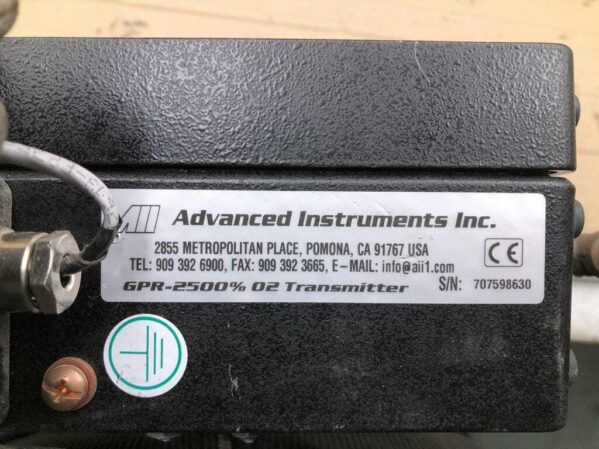 AII Advanced Instruments Inc.
2855 METROPOLITAN PLACE, POMONA, CA 91767 USA
TEL: 909 392 6900, FAX: 909 392 3665, E-MAIL: info@aii1.com
GPR-2500% O2 Transmitter S/N: 707598630
CE